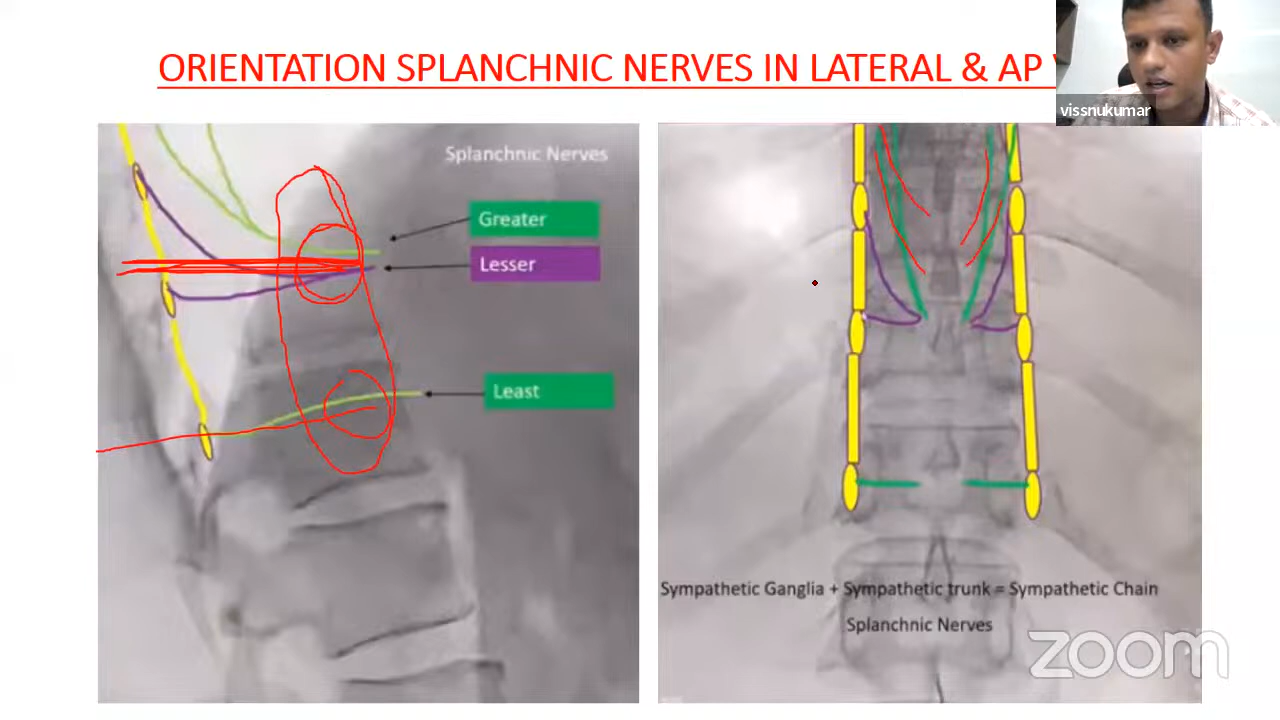 ORIENTATION SPLANCHNIC NERVES IN LATERAL & AP
vissnukumar
Splanchnic Nerves
Greater
Lesser
Least
Sympathetic Ganglia + Sympathetic trunk = Sympathetic Chain
Splanchnic Nerves
zoom